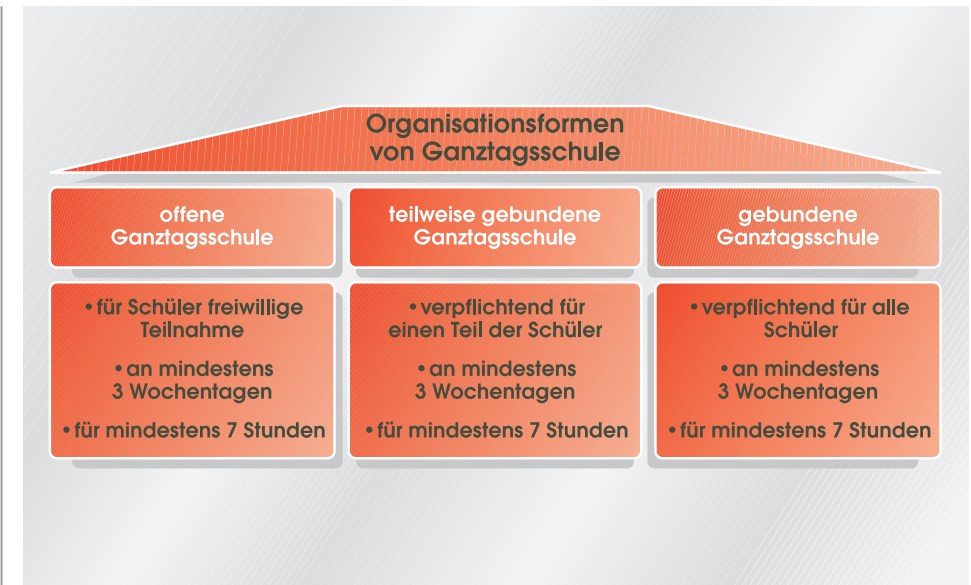 Organisationsformen
von Ganztagsschule
offene
Ganztagsschule
• für Schüler freiwillige
Teilnahme
• an mindestens
3 Wochentagen
• für mindestens 7 Stunden
teilweise gebundene
Ganztagsschule
• verpflichtend für
einen Teil der Schüler
• an mindestens
3 Wochentagen
• für mindestens 7 Stunden
gebundene
Ganztagsschule
• verpflichtend für alle
Schüler
• an mindestens
3 Wochentagen
• für mindestens 7 Stunden